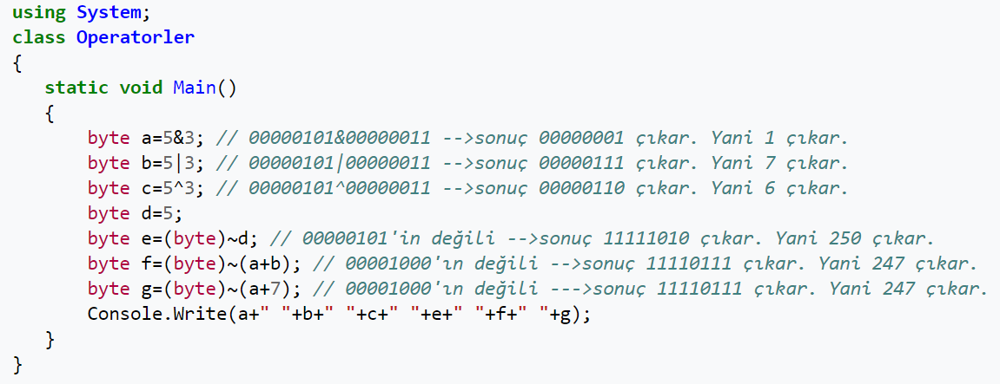 using System;
class Operatorler
{
   static void Main()
   {
       byte a=5&3; // 00000101&00000011 -->sonuç 00000001 çıkar. Yani 1 çıkar.
       byte b=5|3; // 00000101|00000011 -->sonuç 00000111 çıkar. Yani 7 çıkar.
       byte c=5^3; // 00000101^00000011 -->sonuç 00000110 çıkar. Yani 6 çıkar.
       byte d=5;
       byte e=(byte)~d; // 00000101'in değili -->sonuç 11111010 çıkar. Yani 250 çıkar.
       byte f=(byte)~(a+b); // 00001000'ın değili -->sonuç 11110111 çıkar. Yani 247 çıkar.
       byte g=(byte)~(a+7); // 00001000'ın değili --->sonuç 11110111 çıkar. Yani 247 çıkar.
       Console.Write(a+" "+b+" "+c+" "+e+" "+f+" "+g);
   }
}